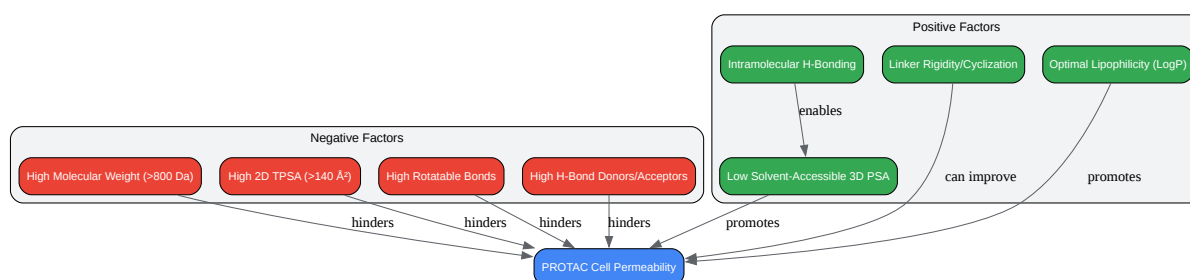 Positive Factors
Intramolecular H-Bonding
Linker Rigidity/Cyclization
Optimal Lipophilicity (LogP)
enables
Negative Factors
High Molecular Weight (>800 Da)
High 2D TPSA (>140 Å²)
High Rotatable Bonds
High H-Bond Donors/Acceptors
Low Solvent-Accessible 3D PSA
can improve
promotes
hinders
hinders
hinders
hinders
promotes
PROTAC Cell Permeability